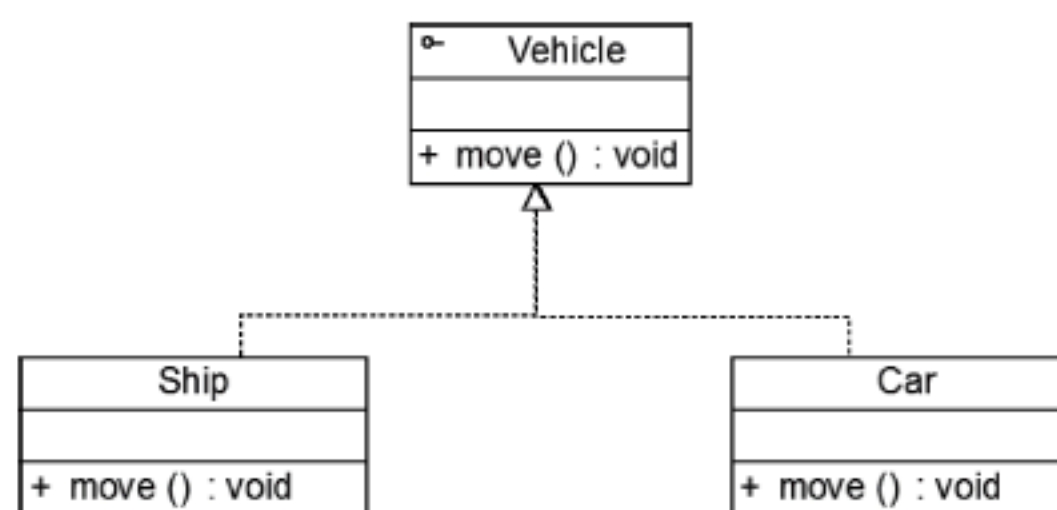 Vehicle
+ move () : void
Ship
+ move () : void
Car
+ move () : void